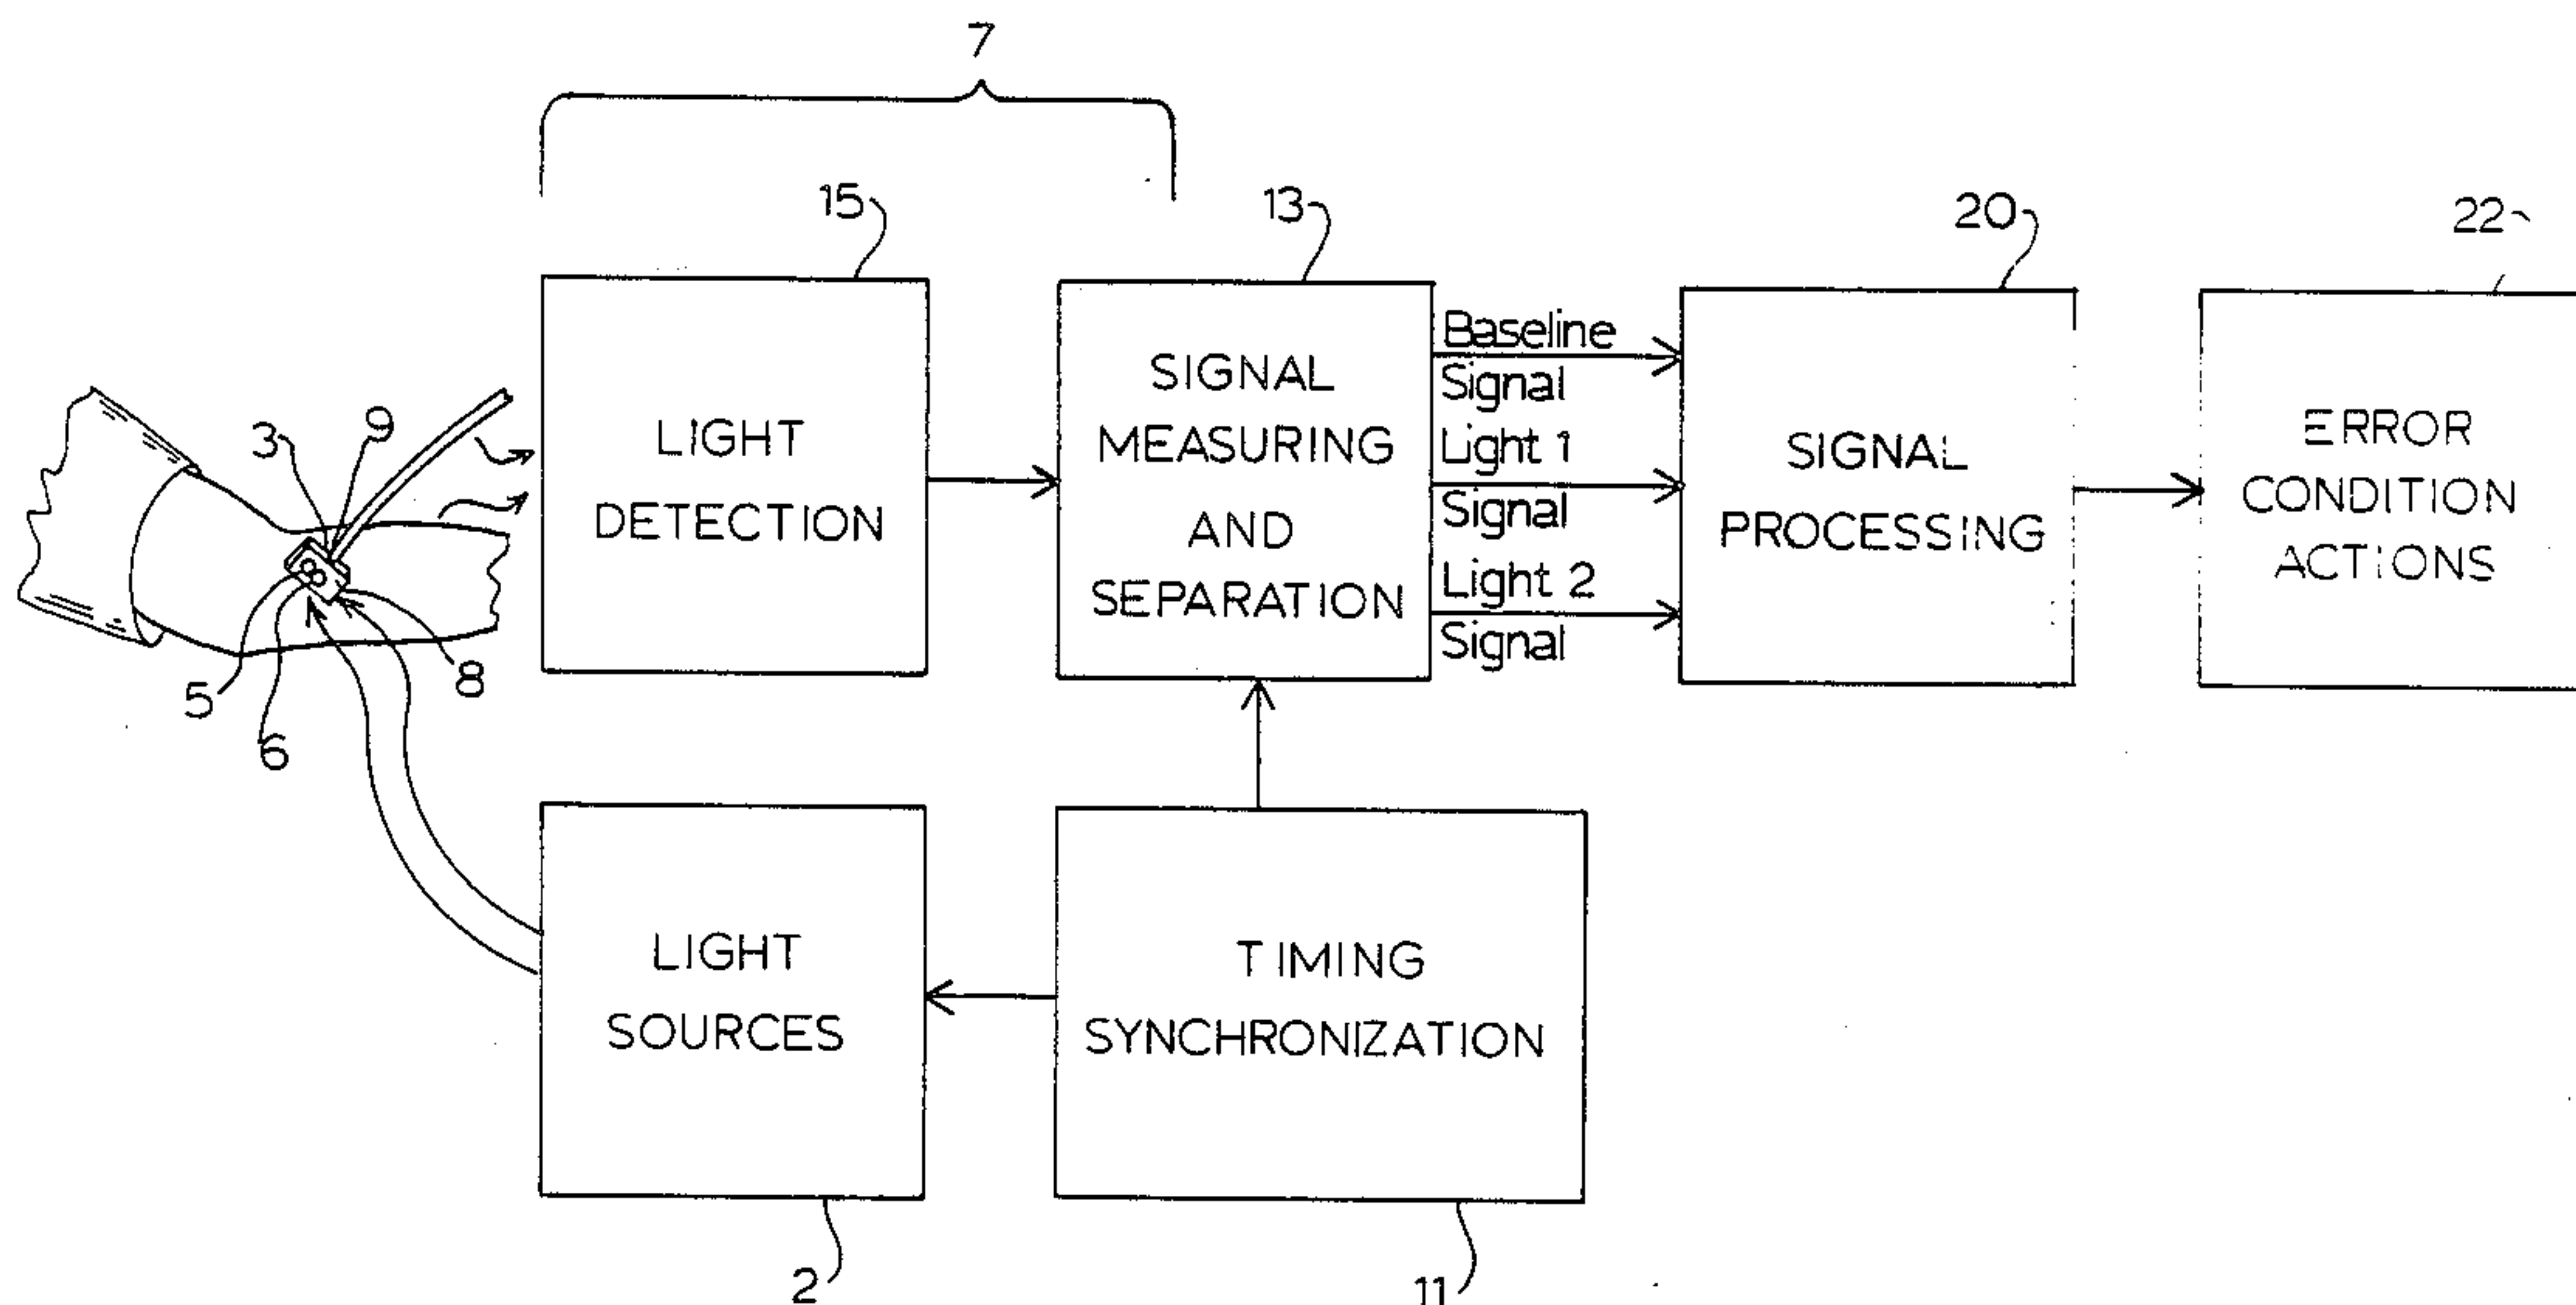 7
15
13
20
22
3
9
LIGHT
DETECTION
SIGNAL
MEASURING
AND
SEPARATION
Baseline
Signal
Light 1
Signal
Light 2
Signal
SIGNAL
PROCESSING
ERROR
CONDITION
ACTIONS
5
6
8
LIGHT
SOURCES
TIMING
SYNCHRONIZATION
2
11